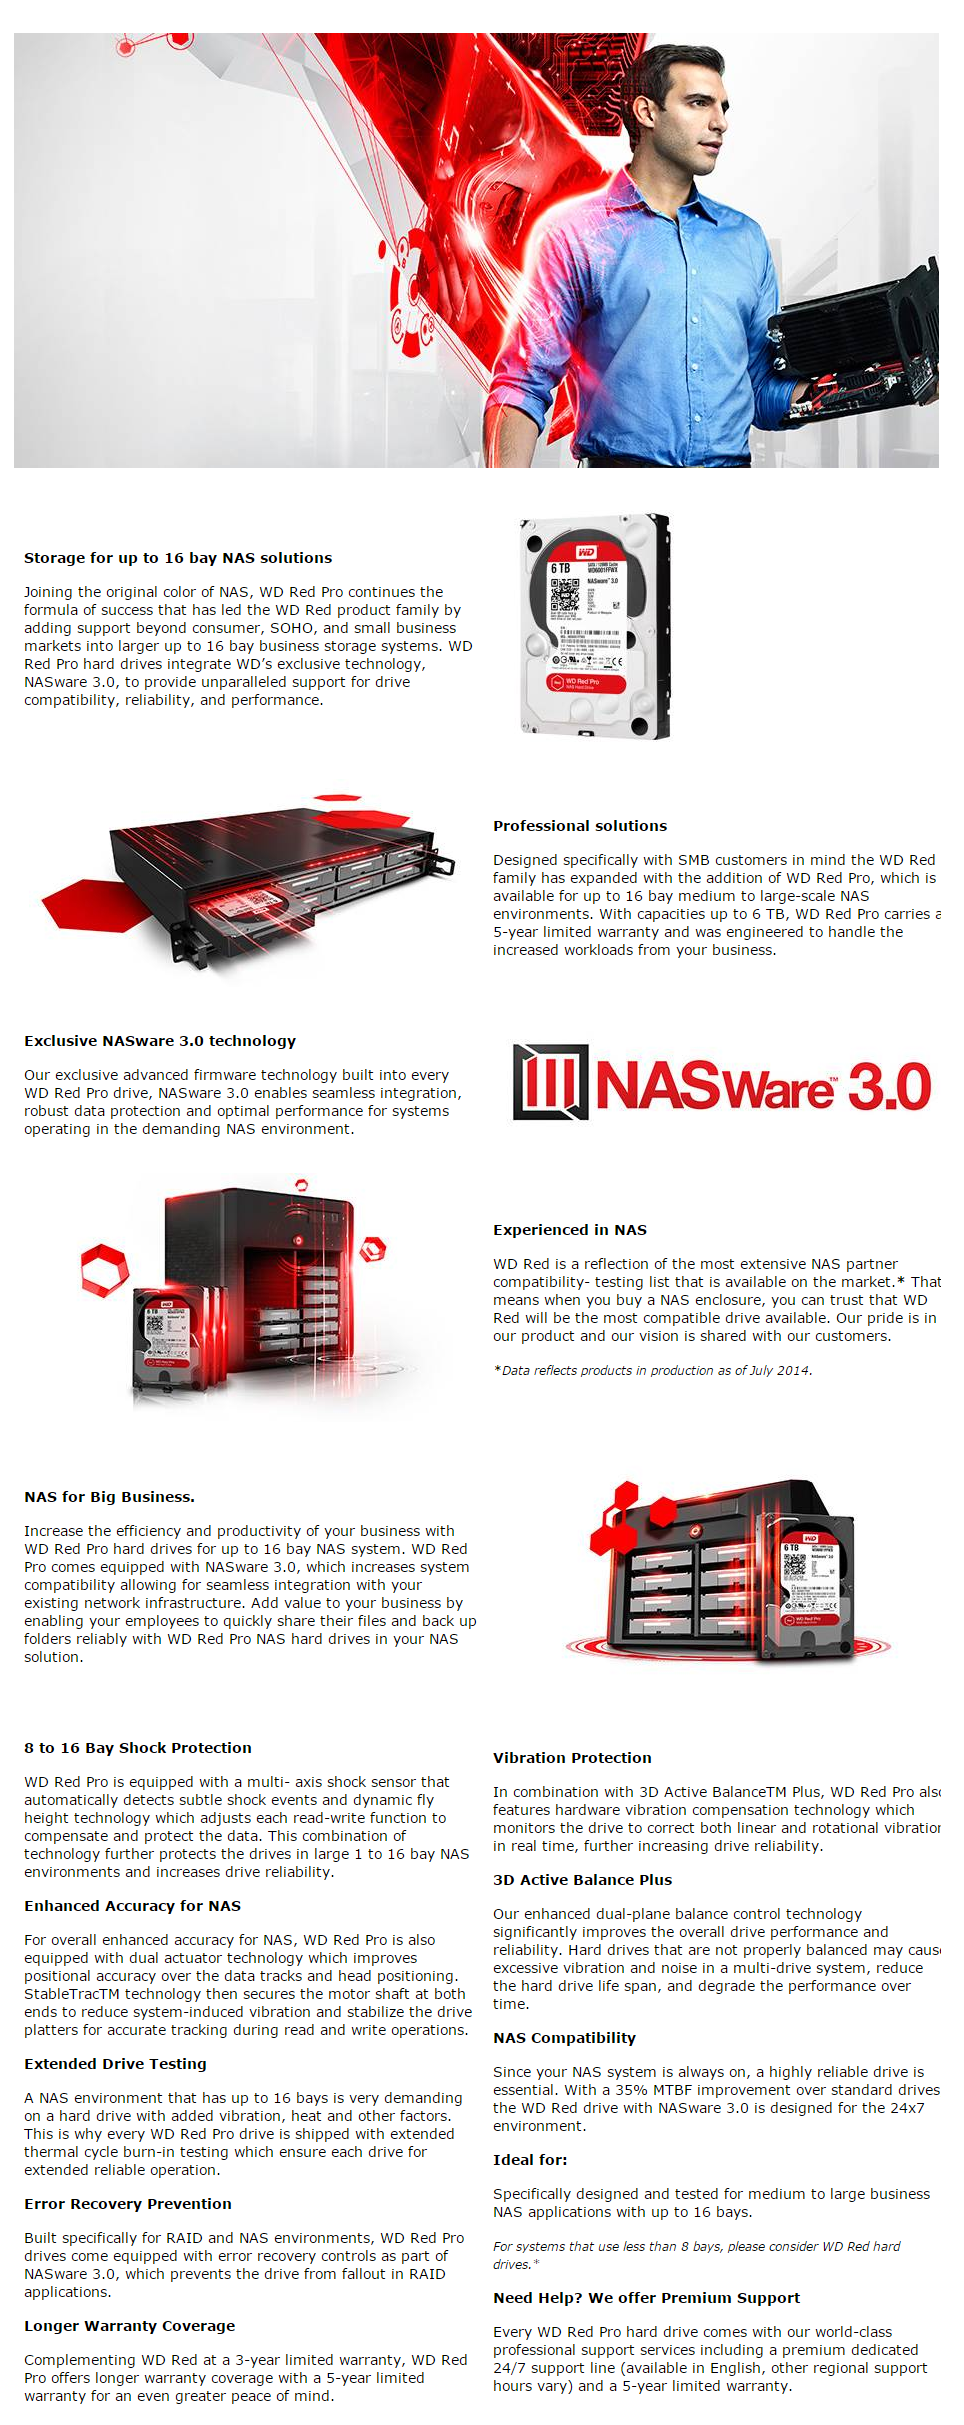 Storage for up to 16 bay NAS solutions
Joining the original color of NAS, WD Red Pro continues the
formula of success that has led the WD Red product family by
adding support beyond consumer, SOHO, and small business
markets into larger up to 16 bay business storage systems. WD
Red Pro hard drives integrate WD’s exclusive technology,
NASware 3.0, to provide unparalleled support for drive
compatibility, reliability, and performance.
WD
6 TB
WD6001FFWX
NASware™ 3.0
WD Red Pro
NAS Hard Drive
Professional solutions
Designed specifically with SMB customers in mind the WD Red
family has expanded with the addition of WD Red Pro, which is
available for up to 16 bay medium to large-scale NAS
environments. With capacities up to 6 TB, WD Red Pro carries a
5-year limited warranty and was engineered to handle the
increased workloads from your business.
Exclusive NASware 3.0 technology
Our exclusive advanced firmware technology built into every
WD Red Pro drive, NASware 3.0 enables seamless integration,
robust data protection and optimal performance for systems
operating in the demanding NAS environment.
NASWare™ 3.0
WD
6 TB
WD Red Pro
Experienced in NAS
WD Red is a reflection of the most extensive NAS partner
compatibility- testing list that is available on the market.* That
means when you buy a NAS enclosure, you can trust that WD
Red will be the most compatible drive available. Our pride is in
our product and our vision is shared with our customers.
*Data reflects products in production as of July 2014.
NAS for Big Business.
Increase the efficiency and productivity of your business with
WD Red Pro hard drives for up to 16 bay NAS system. WD Red
Pro comes equipped with NASware 3.0, which increases system
compatibility allowing for seamless integration with your
existing network infrastructure. Add value to your business by
enabling your employees to quickly share their files and back up
folders reliably with WD Red Pro NAS hard drives in your NAS
solution.
WD
6 TB
WD Red Pro
8 to 16 Bay Shock Protection
WD Red Pro is equipped with a multi- axis shock sensor that
automatically detects subtle shock events and dynamic fly
height technology which adjusts each read-write function to
compensate and protect the data. This combination of
technology further protects the drives in large 1 to 16 bay NAS
environments and increases drive reliability.
Enhanced Accuracy for NAS
For overall enhanced accuracy for NAS, WD Red Pro is also
equipped with dual actuator technology which improves
positional accuracy over the data tracks and head positioning.
StableTracTM technology then secures the motor shaft at both
ends to reduce system-induced vibration and stabilize the drive
platters for accurate tracking during read and write operations.
Extended Drive Testing
A NAS environment that has up to 16 bays is very demanding
on a hard drive with added vibration, heat and other factors.
This is why every WD Red Pro drive is shipped with extended
thermal cycle burn-in testing which ensure each drive for
extended reliable operation.
Error Recovery Prevention
Built specifically for RAID and NAS environments, WD Red Pro
drives come equipped with error recovery controls as part of
NASware 3.0, which prevents the drive from fallout in RAID
applications.
Longer Warranty Coverage
Complementing WD Red at a 3-year limited warranty, WD Red
Pro offers longer warranty coverage with a 5-year limited
warranty for an even greater peace of mind.
Vibration Protection
In combination with 3D Active BalanceTM Plus, WD Red Pro also
features hardware vibration compensation technology which
monitors the drive to correct both linear and rotational vibration
in real time, further increasing drive reliability.
3D Active Balance Plus
Our enhanced dual-plane balance control technology
significantly improves the overall drive performance and
reliability. Hard drives that are not properly balanced may cause
excessive vibration and noise in a multi-drive system, reduce
the hard drive life span, and degrade the performance over
time.
NAS Compatibility
Since your NAS system is always on, a highly reliable drive is
essential. With a 35% MTBF improvement over standard drives
the WD Red drive with NASware 3.0 is designed for the 24x7
environment.
Ideal for:
Specifically designed and tested for medium to large business
NAS applications with up to 16 bays.
For systems that use less than 8 bays, please consider WD Red hard
drives.*
Need Help? We offer Premium Support
Every WD Red Pro hard drive comes with our world-class
professional support services including a premium dedicated
24/7 support line (available in English, other regional support
hours vary) and a 5-year limited warranty.